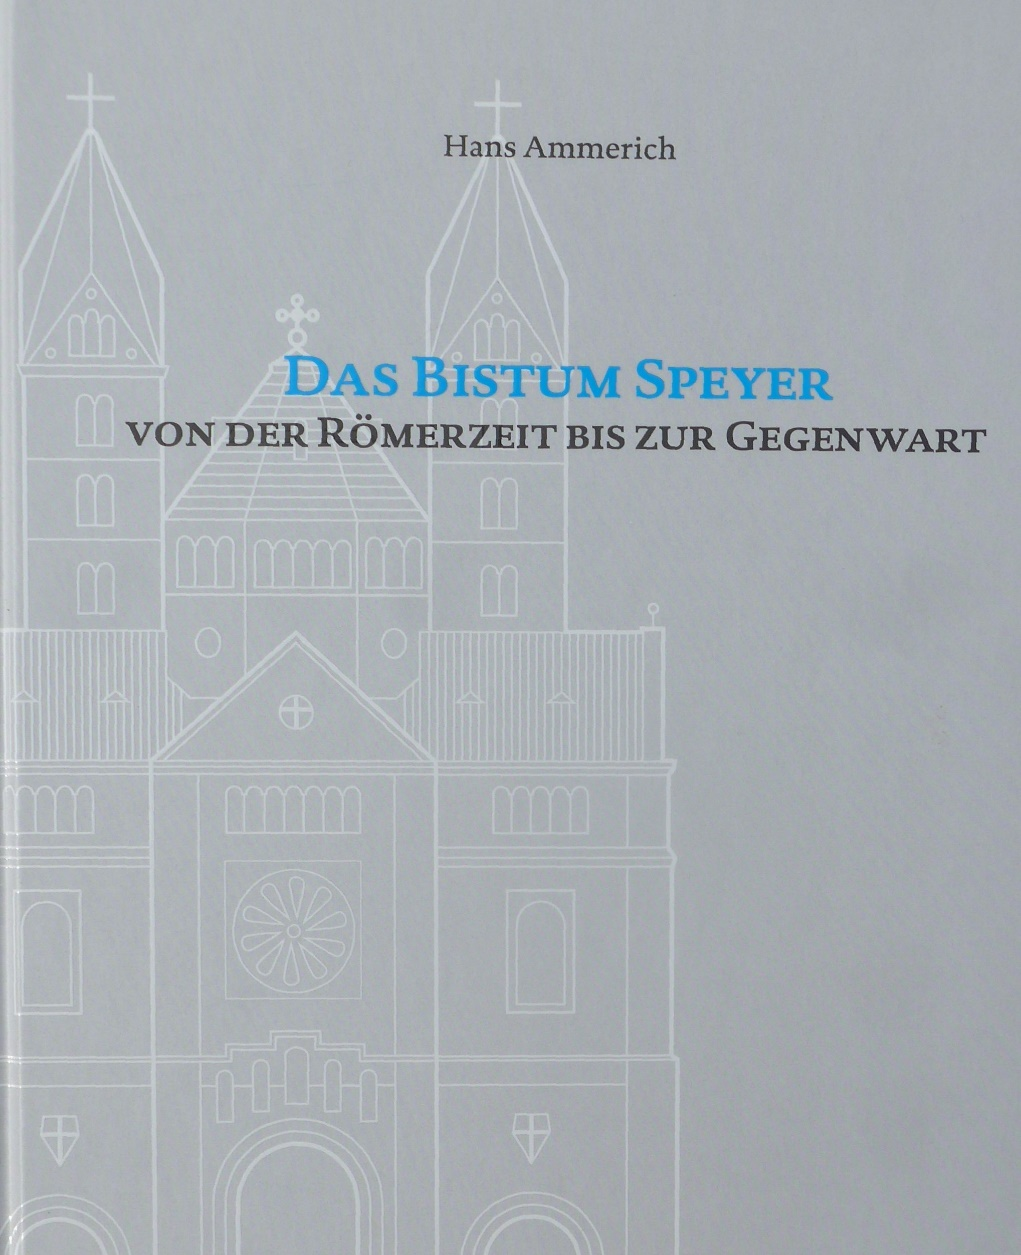 Hans Ammerich
Das Bistum Speyer
von der Römerzeit bis zur Gegenwart